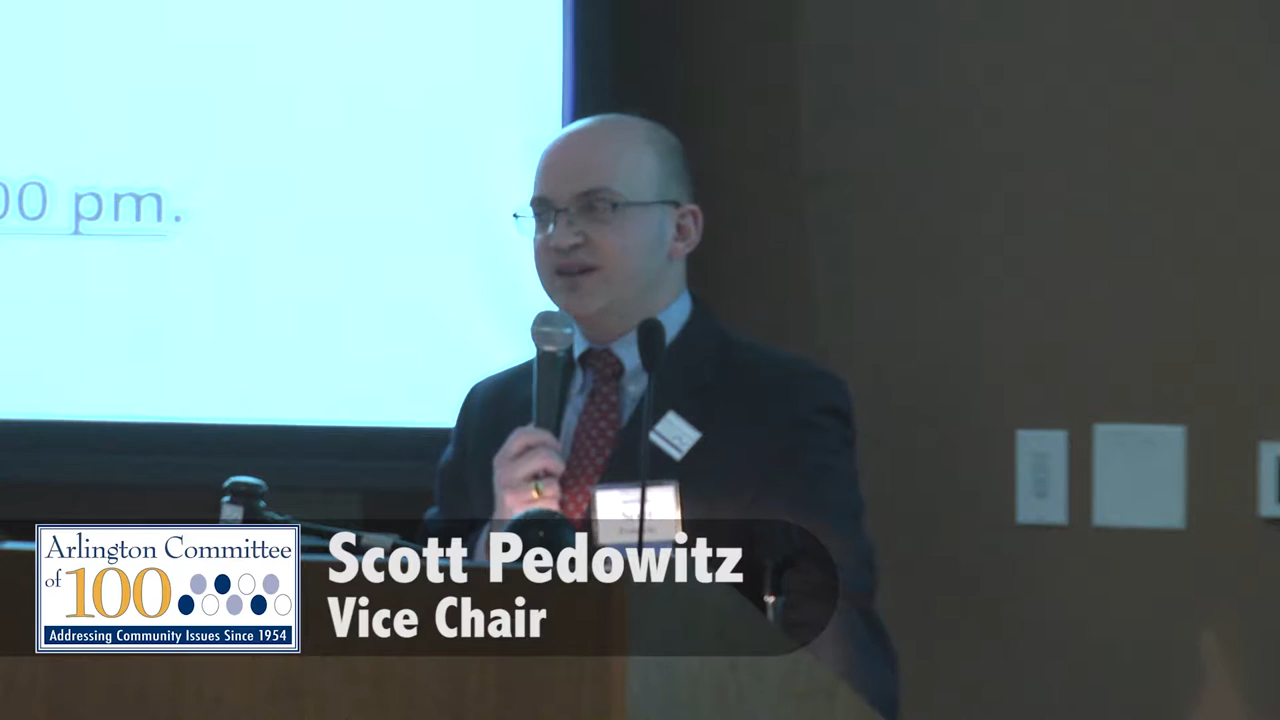 00 pm.
Arlington Committee
of 100
Addressing Community Issues Since 1954
Scott Pedowitz
Vice Chair